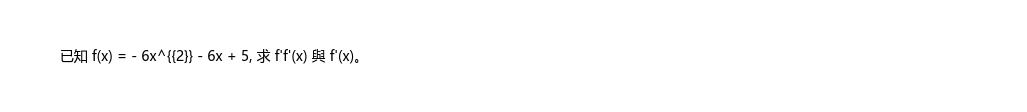 已知 f(x) = - 6x^{{2}} - 6x + 5, 求 f'f'(x) 與 f'(x)。